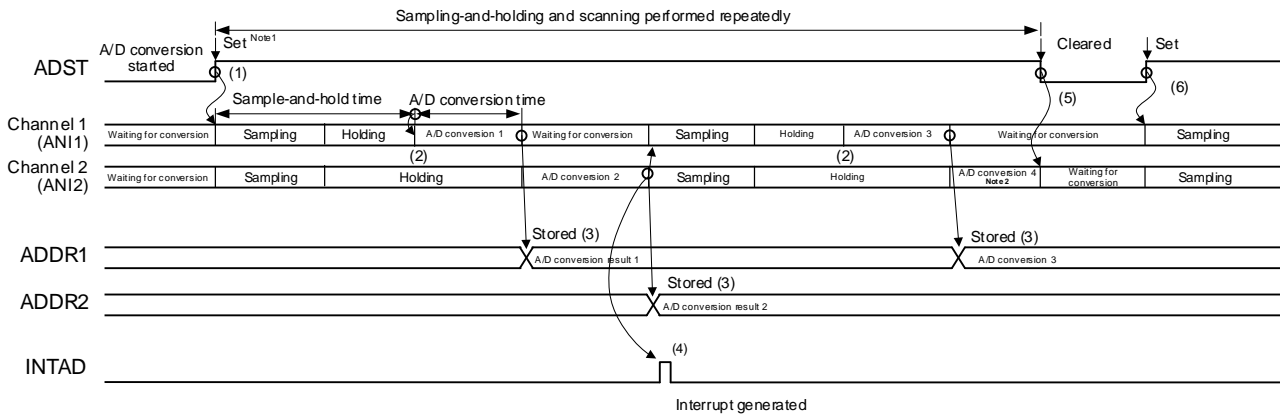 Sampling-and-holding and scanning performed repeatedly
A/D conversion
started
Set Note1
Cleared
Set
ADST
(1)
(5)
(6)
Sample-and-hold time
A/D conversion time
Channel 1
(ANI1)
Waiting for conversion
Sampling
Holding
A/D conversion 1
Waiting for conversion
Sampling
Holding
A/D conversion 3
Waiting for conversion
Sampling
(2)
(2)
Channel 2
(ANI2)
Waiting for conversion
Sampling
Holding
A/D conversion 2
Sampling
Holding
A/D conversion 4
Note2
Waiting for
conversion
Sampling
Stored (3)
Stored (3)
ADDR1
A/D conversion result 1
A/D conversion 3
Stored (3)
ADDR2
A/D conversion result 2
INTAD
(4)
Interrupt generated